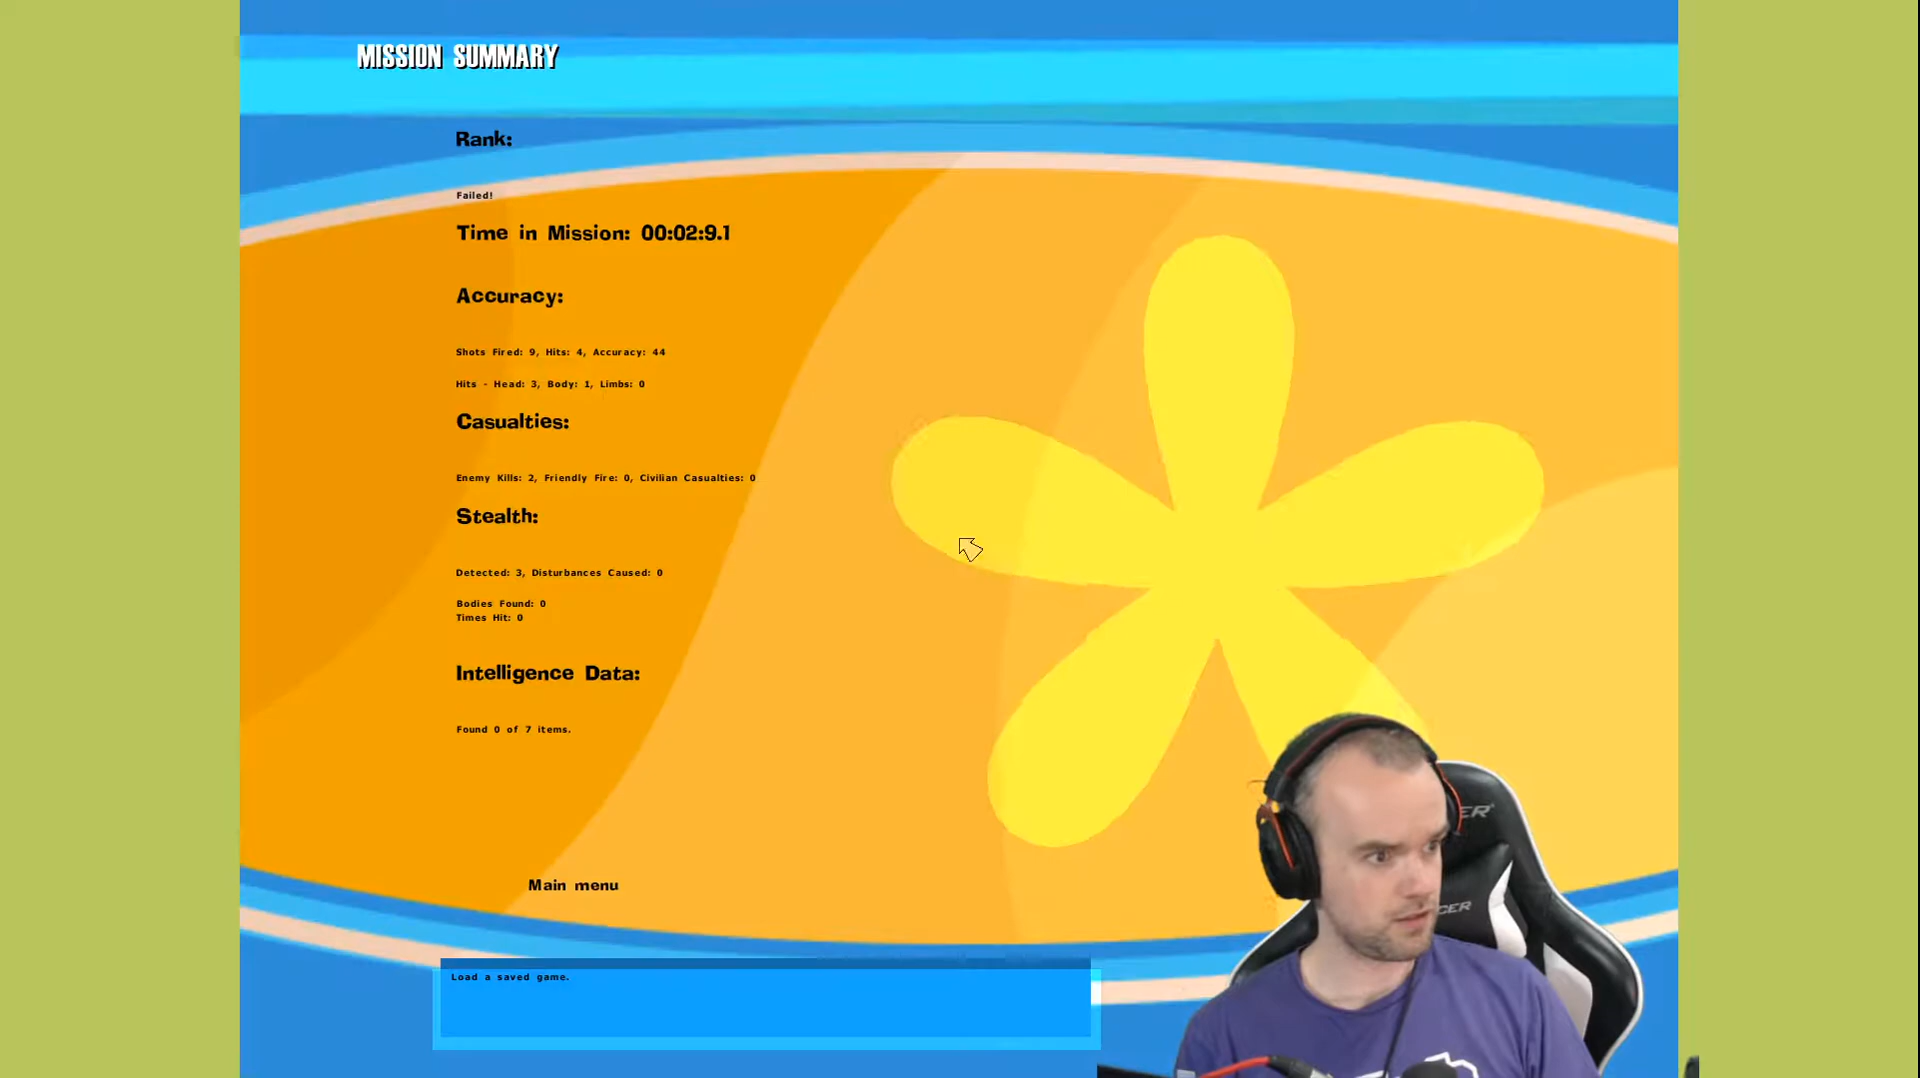 MISSION SUMMARY
Rank:
Failed!
Time in Mission: 00:02:9.1
Accuracy:
Shots Fired: 9, Hits: 4, Accuracy: 44
Hits - Head: 3, Body: 1, Limbs: 0
Casualties:
Enemy Kills: 2, Friendly Fire: 0, Civilian Casualties: 0
Stealth:
Detected: 3, Disturbances Caused: 0
Bodies Found: 0
Times Hit: 0
Intelligence Data:
Found 0 of 7 items.
Main menu
Load a saved game.